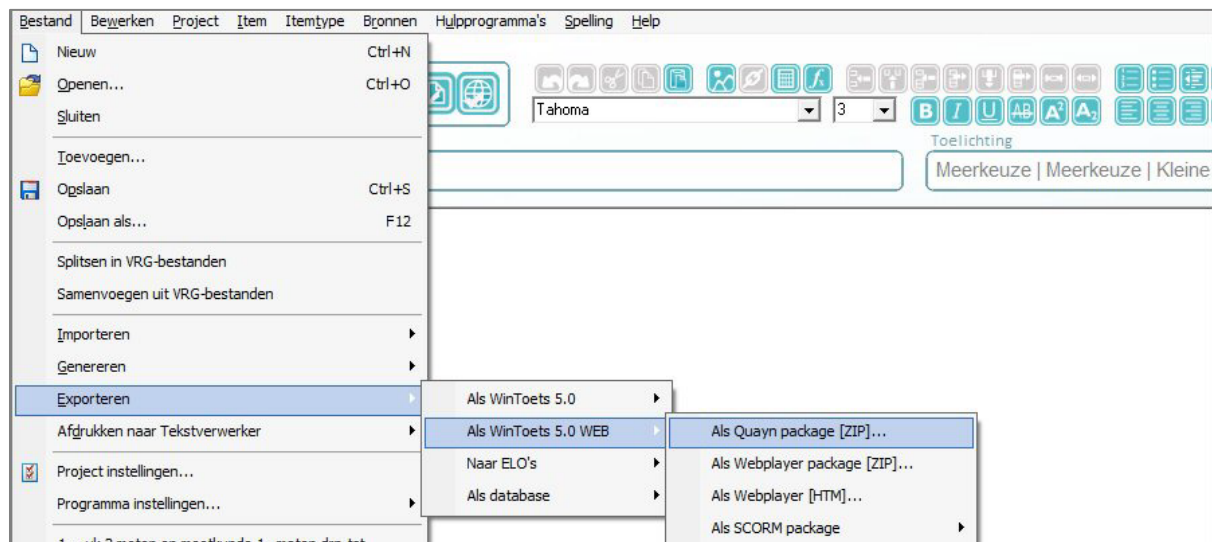 Bestand Bewerken Project Item Itemtype Bronnen Hulpprogramma's Spelling Help
Nieuw Ctrl+N
Openen... Ctrl+O
Sluiten
Tahoma 3
B I U AB A² A₂
Toelichting
Meerkeuze | Meerkeuze | Kleine
Toevoegen...
Opslaan Ctrl+S
Opslaan als... F12
Splitsen in VRG-bestanden
Samenvoegen uit VRG-bestanden
Importeren
Genereren
Exporteren
Als WinToets 5.0
Afdrukken naar Tekstverwerker
Als WinToets 5.0 WEB
Als Quayn package [ZIP]...
Project instellingen...
Naar ELO's
Als Webplayer package [ZIP]...
Programma instellingen...
Als database
Als Webplayer [HTM]...
Als SCORM package